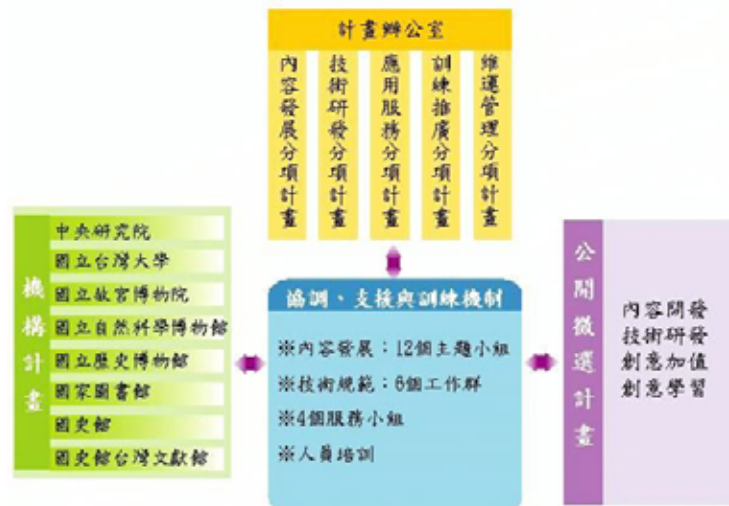 計畫辦公室
內容發展分項計畫
技術研發分項計畫
應用服務分項計畫
訓練推廣分項計畫
維運管理分項計畫
機構計畫
中央研究院
國立台灣大學
國立故宮博物院
國立自然科學博物館
國立歷史博物館
國家圖書館
國史館
國史館台灣文獻館
協調、支援與訓練機制
※內容發展：12個主題小組
※技術規範：6個工作群
※4個服務小組
※人員培訓
公開徵選計畫
內容開發
技術研發
創意加值
創意學習